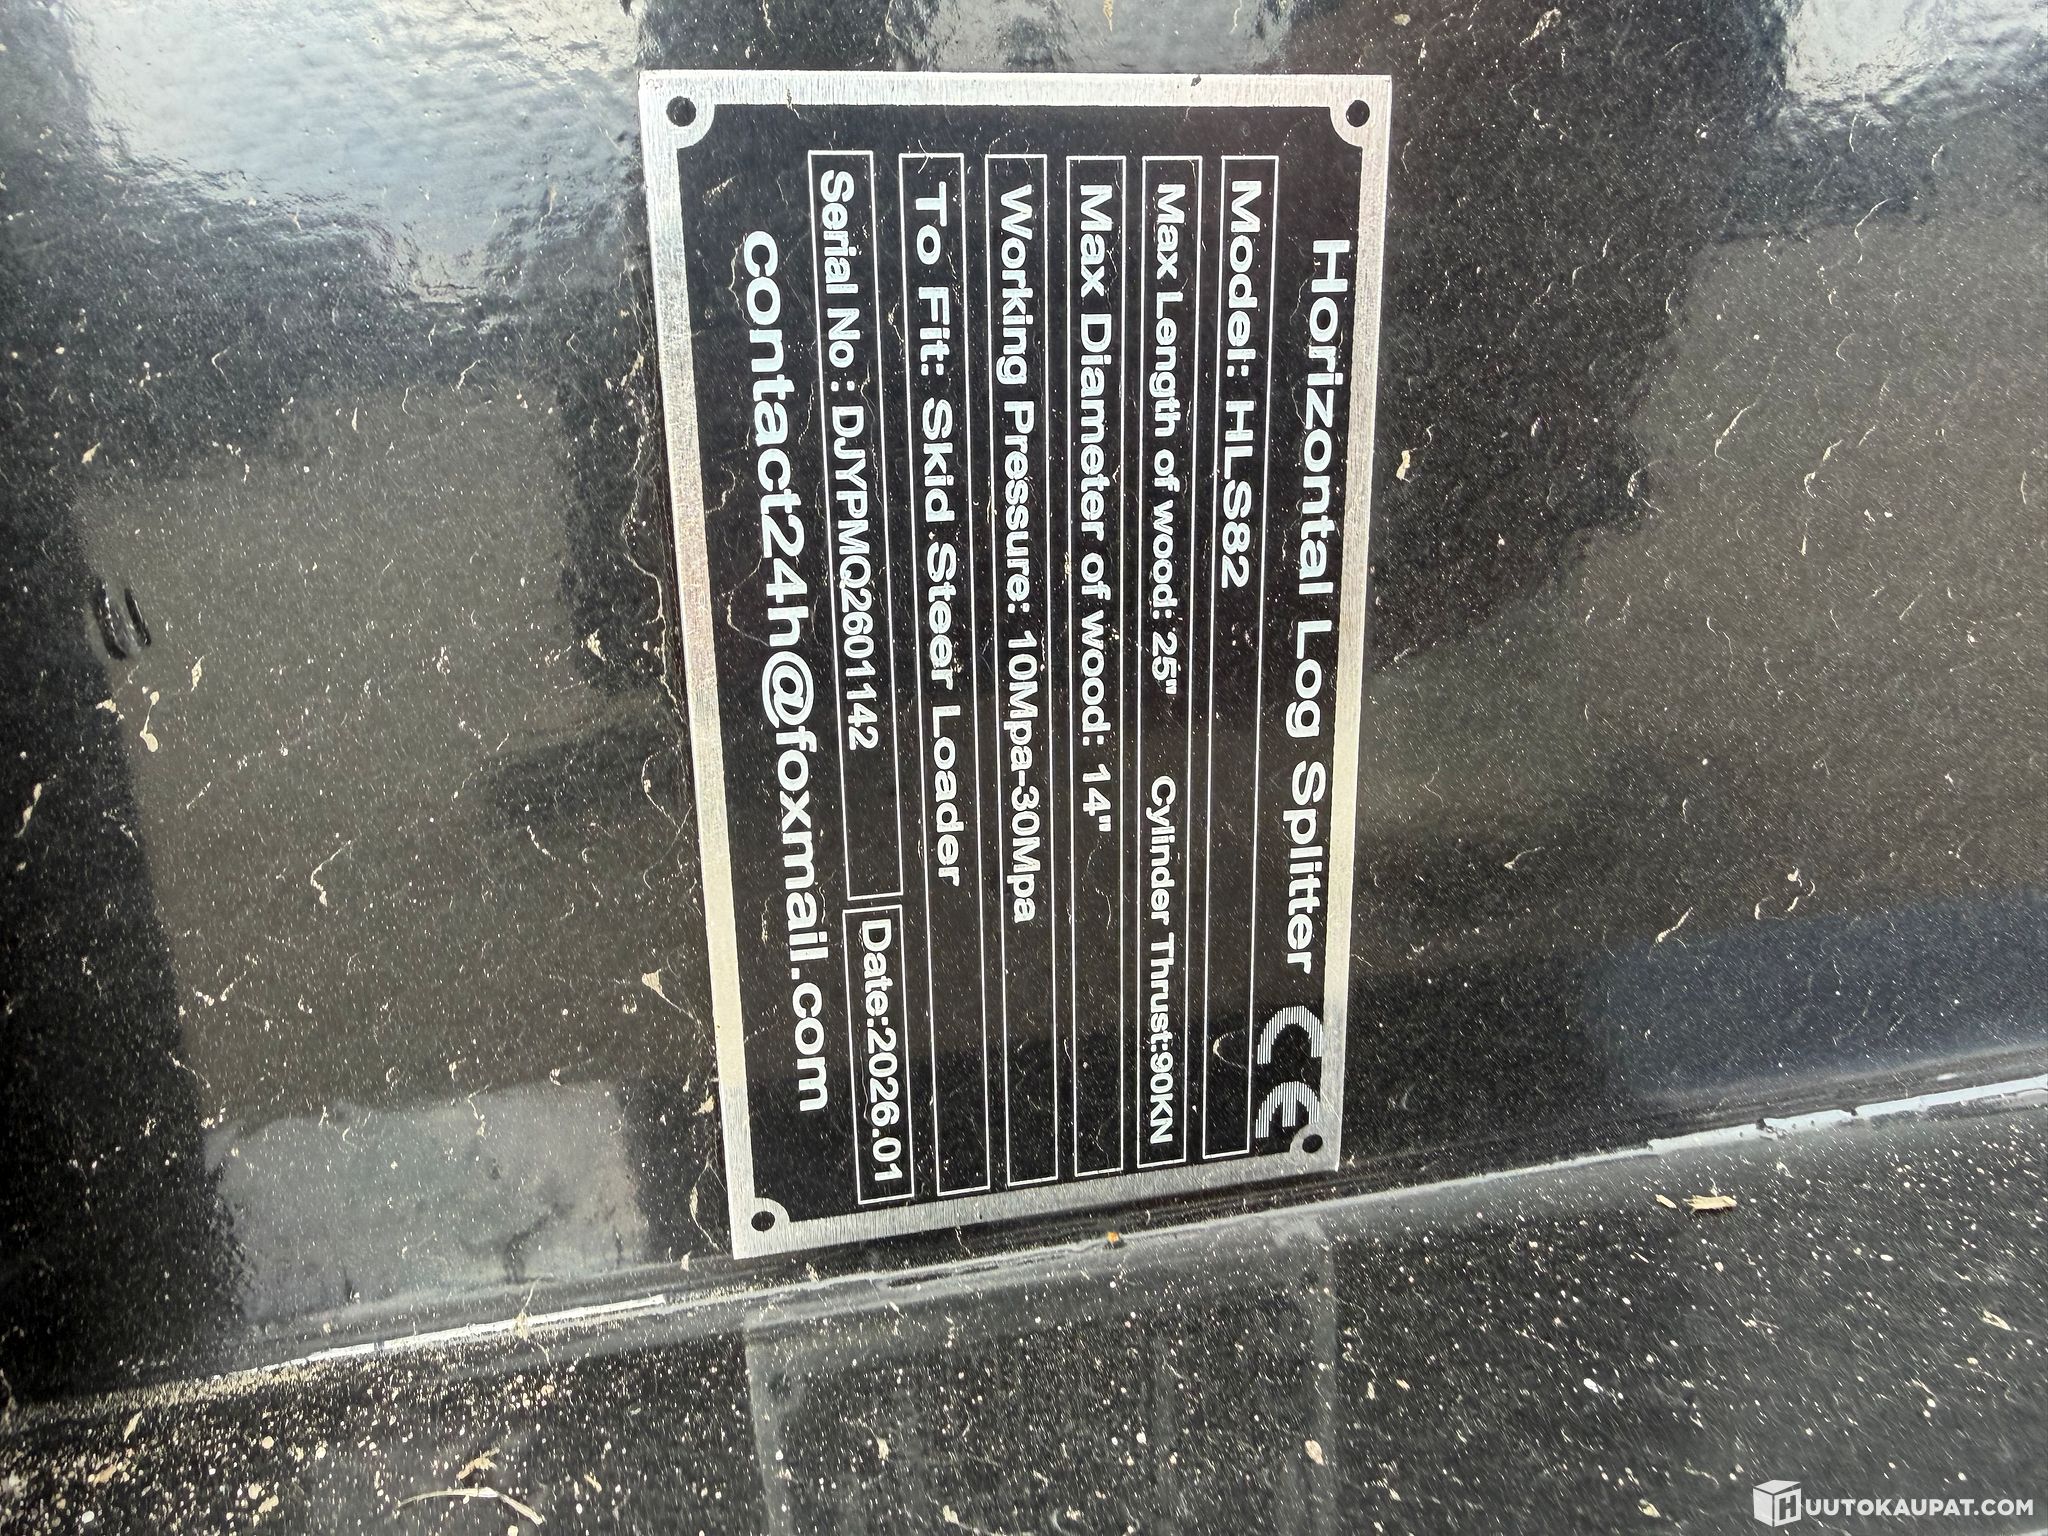 Horizontal Log Splitter CE
Model: HLS82
Max Length of wood: 25" Cylinder Thrust:90KN
Max Diammeter of wood: 14"
Working Pressure: 10Mpa-30Mpa
To Fit: Skid Steer Loader
Serial No : DJYPMQ2601142 Date:2026.01
contact24h@foxmail.com
HUUTOKAUPAT.COM